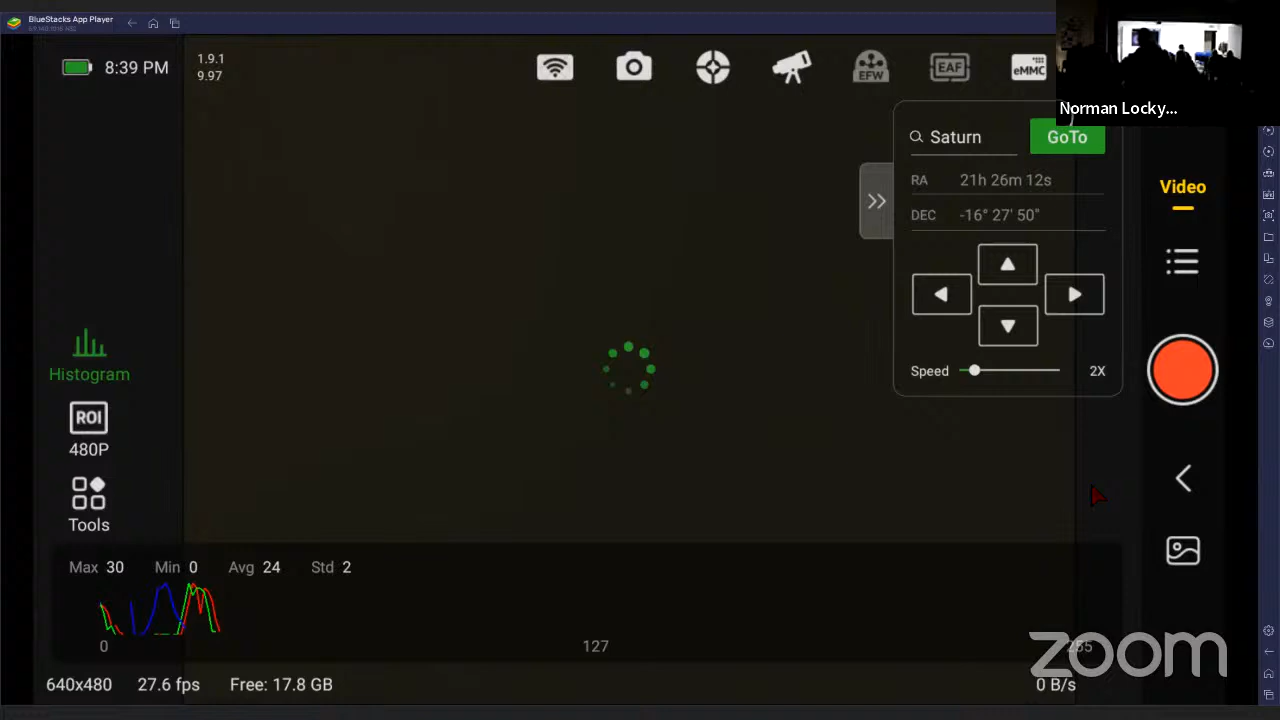 BlueStacks App Player
8:39 PM
1.9.1
9.97
EFW
EAF
eMMC
Norman Locky...
Saturn
GoTo
RA 21h 26m 12s
DEC -16° 27' 50"
Video
Speed 2X
Histogram
ROI
480P
Tools
Max 30 Min 0 Avg 24 Std 2
0 127 255
zoom
640x480 27.6 fps Free: 17.8 GB 0 B/s